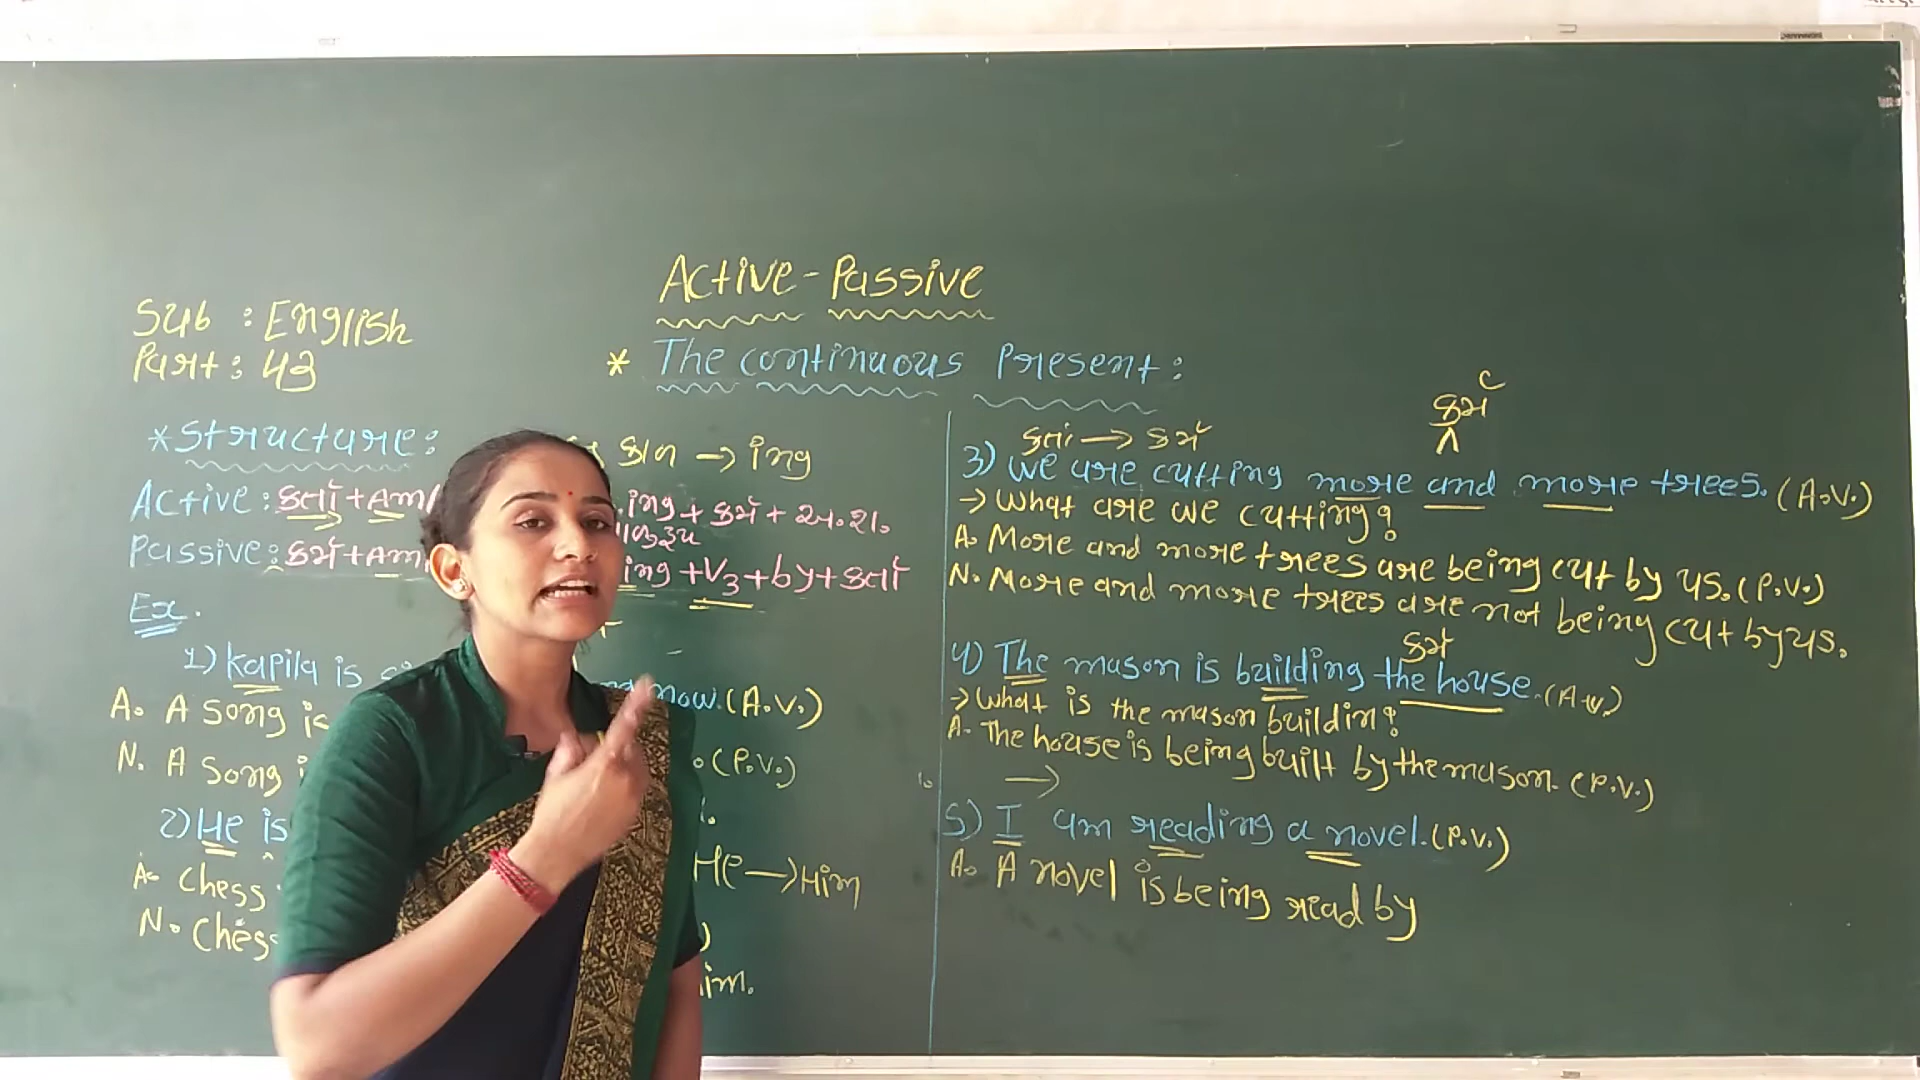 Active-Passive
Sub : English
Part : 43
* The continuous Present :
*Structure :
કાળ → ing
Active : કર્તા + Am/
ing + કર્મ + અ.શ.
Passive : કર્મ + Am
ing + V3 + by + કર્તા
Ex.
1) Kapila is
now. (A.V.)
A. A song is
N. A song
. (P.V.)
2) He is
A. Chess
He → Him
N. Chess
him.
કર્તા → કર્મ
કર્મ
3) We are cutting more and more trees. (A.V.)
→ What are we cutting?
A. More and more trees are being cut by us. (P.V.)
N. More and more trees are not being cut by us.
કર્મ
4) The mason is building the house. (A.V.)
→ What is the mason buildin?
A. The house is being built by the mason. (P.V.)
→
5) I am reading a novel. (P.V.)
A. A novel is being read by